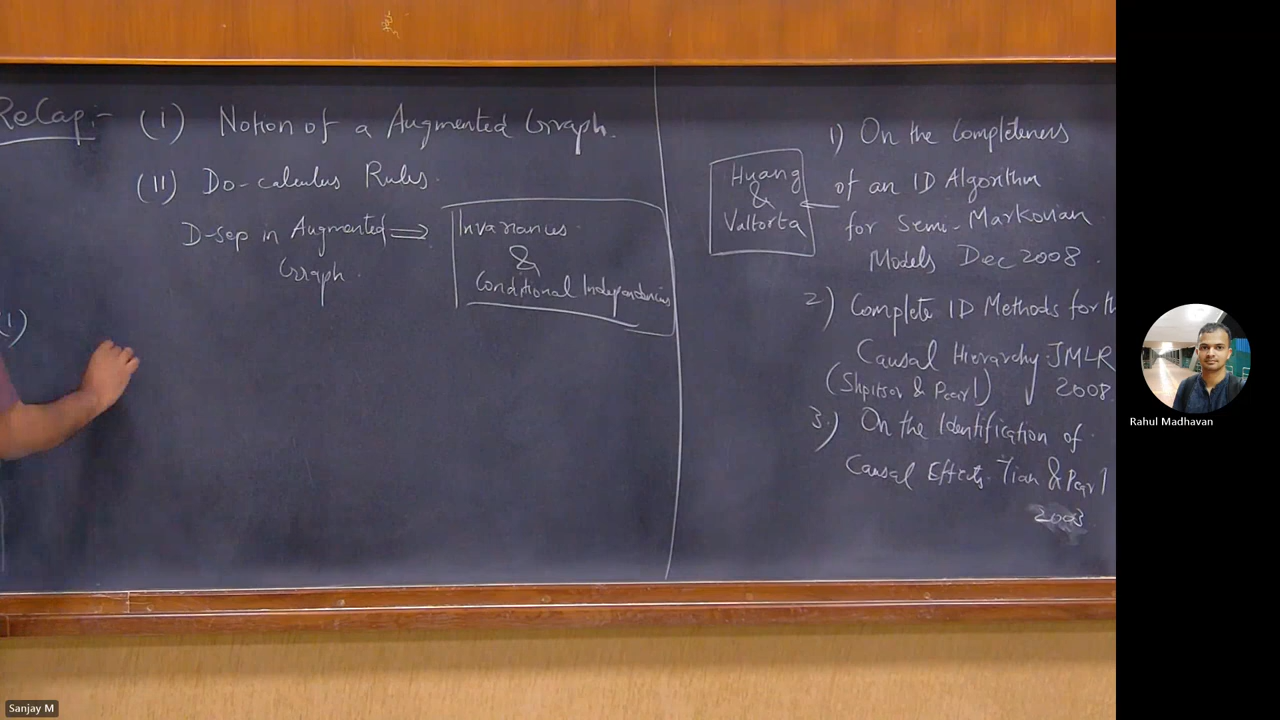 ReCap:- (i) Notion of a Augmented Graph.
(II) Do-calculus Rules.
D-sep in Augmented Graph ⟹
Invariances
&
Conditional Independencies
(1)
Huang
&
Valtorta
1) On the Completeness
of an ID Algorithm
for Semi-Markovian
Models Dec 2008.
2) Complete ID Methods for th
Causal Hierarchy. JMLR
(Shpitser & Pearl) 2008.
3.) On the Identification of
Causal Effects. Tian & Pearl
2003
Rahul Madhavan
Sanjay M